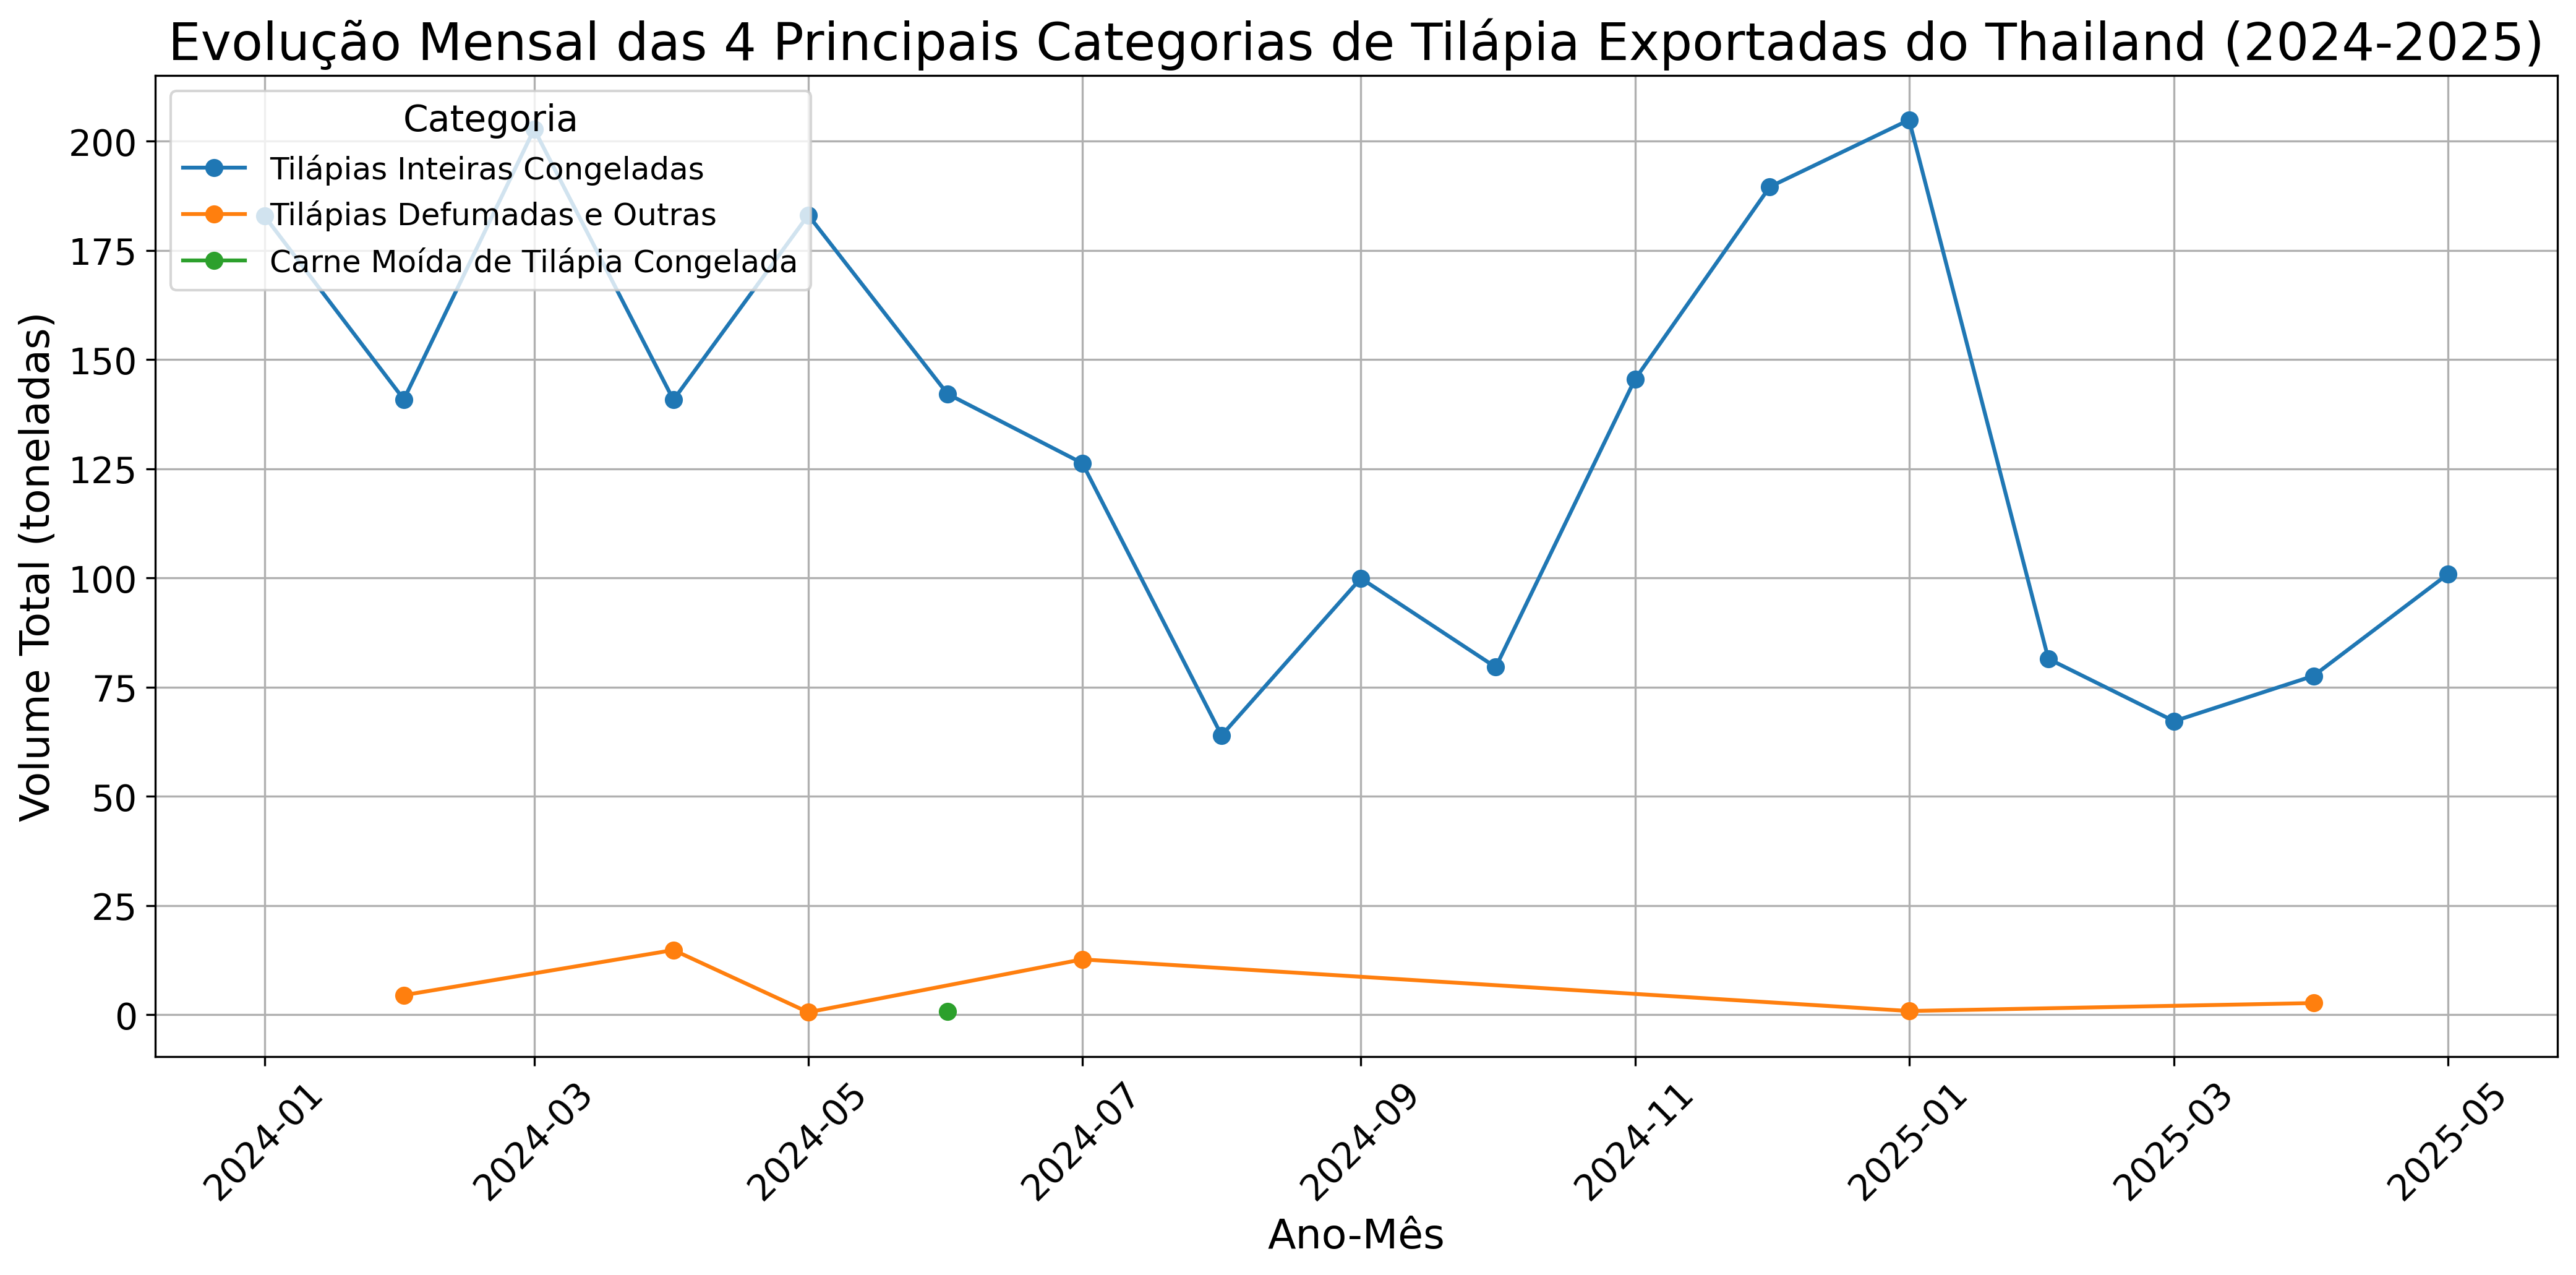 Evolução Mensal das 4 Principais Categorias de Tilápia Exportadas do Thailand (2024-2025)
Categoria
Tilápias Inteiras Congeladas
Tilápias Defumadas e Outras
Carne Moída de Tilápia Congelada
Volume Total (toneladas)
200
175
150
125
100
75
50
25
0
2024-01
2024-03
2024-05
2024-07
2024-09
2024-11
2025-01
2025-03
2025-05
Ano-Mês